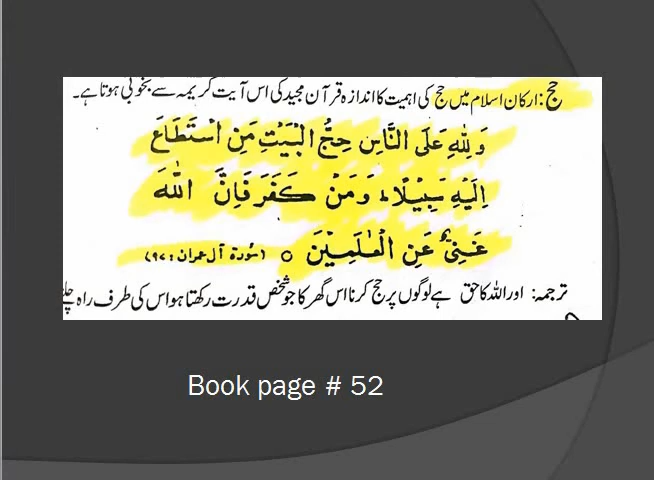 حج: ارکان اسلام میں حج کی اہمیت کا اندازہ قرآن مجید کی اس آیت کریمہ سے بخوبی ہوتا ہے۔
وَلِلّٰهِ عَلَى النَّاسِ حِجُّ الْبَيْتِ مَنِ اسْتَطَاعَ
اِلَيْهِ سَبِيْلًا ؕ وَمَنْ كَفَرَ فَاِنَّ اللّٰهَ
غَنِيٌّ عَنِ الْعٰلَمِيْنَ ○ (سورۃ آل عمران: ۹۷)
ترجمہ: اور اللہ کا حق ہے لوگوں پر حج کرنا اس گھر کا جو شخص قدرت رکھتا ہو اس کی طرف راہ چلنے
Book page # 52